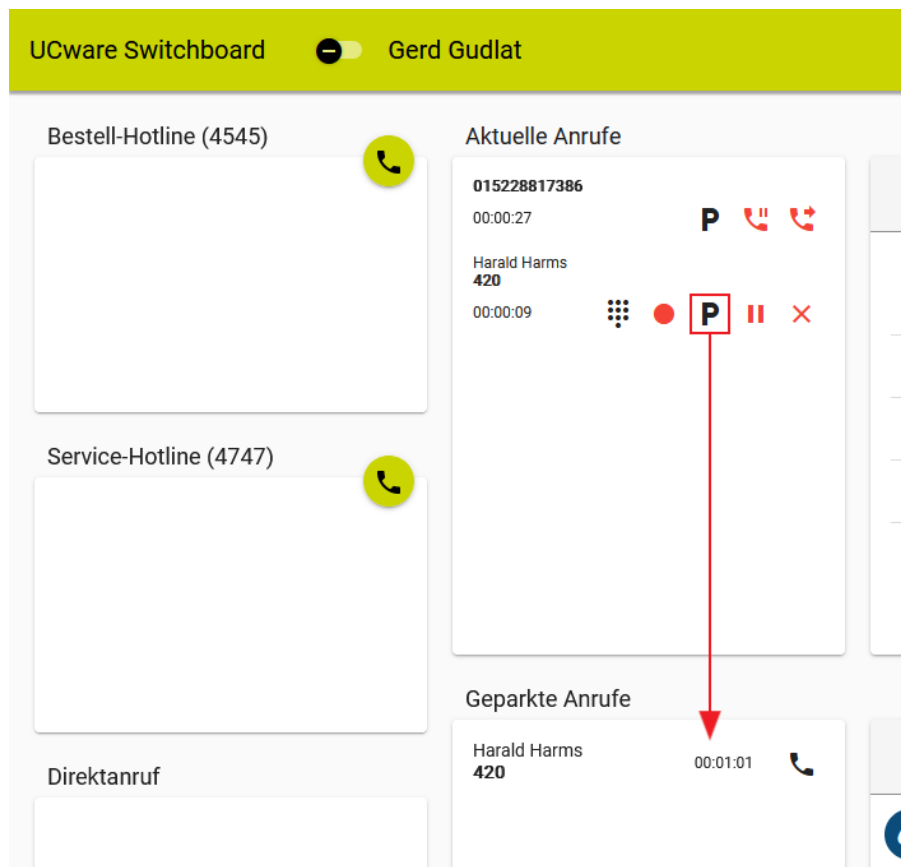 UCware Switchboard Gerd Gudlat
Bestell-Hotline (4545)
Aktuelle Anrufe
015228817386
00:00:27 P
Harald Harms
420
00:00:09 P
Service-Hotline (4747)
Geparkte Anrufe
Harald Harms
420
00:01:01
Direktanruf